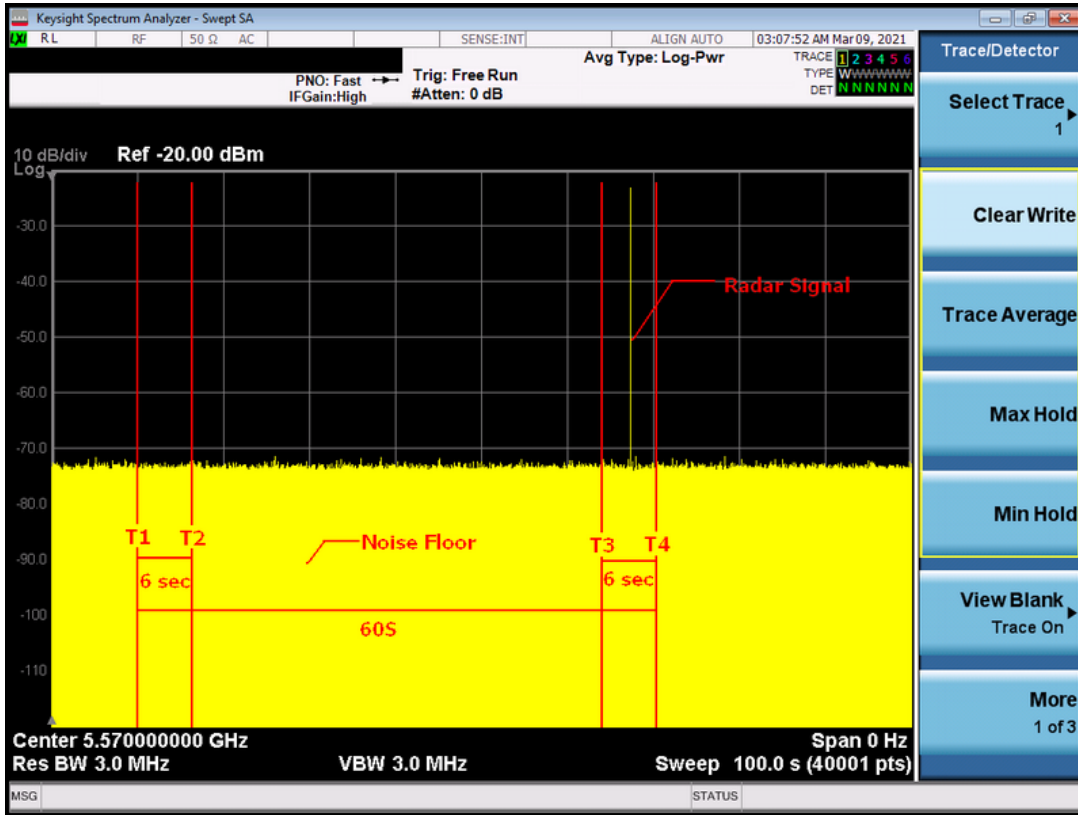 Keysight Spectrum Analyzer - Swept SA
LXI RL RF 50 Ω AC SENSE:INT ALIGN AUTO 03:07:52 AM Mar 09, 2021
PNO: Fast
IFGain:High
Trig: Free Run
#Atten: 0 dB
Avg Type: Log-Pwr
TRACE 1 2 3 4 5 6
TYPE W W W W W W
DET N N N N N N
Trace/Detector
Select Trace
1
Clear Write
Trace Average
Max Hold
Min Hold
View Blank
Trace On
More
1 of 3
10 dB/div Ref -20.00 dBm
Log
-30.0
-40.0
Radar Signal
-50.0
-60.0
-70.0
-80.0
T1 T2 Noise Floor T3 T4
-90.0
6 sec 6 sec
-100
60S
-110
Center 5.570000000 GHz Span 0 Hz
Res BW 3.0 MHz VBW 3.0 MHz Sweep 100.0 s (40001 pts)
MSG STATUS